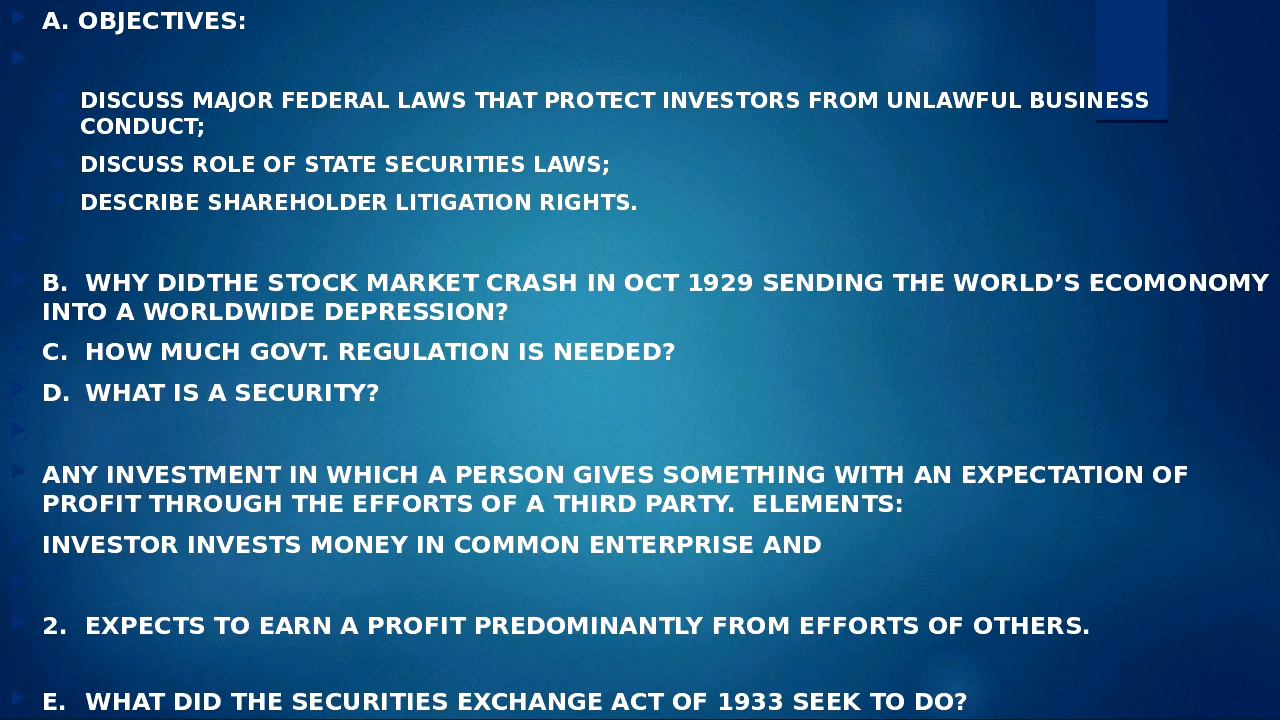 A. OBJECTIVES:
DISCUSS MAJOR FEDERAL LAWS THAT PROTECT INVESTORS FROM UNLAWFUL BUSINESS
CONDUCT;
DISCUSS ROLE OF STATE SECURITIES LAWS;
DESCRIBE SHAREHOLDER LITIGATION RIGHTS.
B.  WHY DIDTHE STOCK MARKET CRASH IN OCT 1929 SENDING THE WORLD’S ECOMONOMY
INTO A WORLDWIDE DEPRESSION?
C.  HOW MUCH GOVT. REGULATION IS NEEDED?
D.  WHAT IS A SECURITY?
ANY INVESTMENT IN WHICH A PERSON GIVES SOMETHING WITH AN EXPECTATION OF
PROFIT THROUGH THE EFFORTS OF A THIRD PARTY.  ELEMENTS:
INVESTOR INVESTS MONEY IN COMMON ENTERPRISE AND
2.  EXPECTS TO EARN A PROFIT PREDOMINANTLY FROM EFFORTS OF OTHERS.
E.  WHAT DID THE SECURITIES EXCHANGE ACT OF 1933 SEEK TO DO?